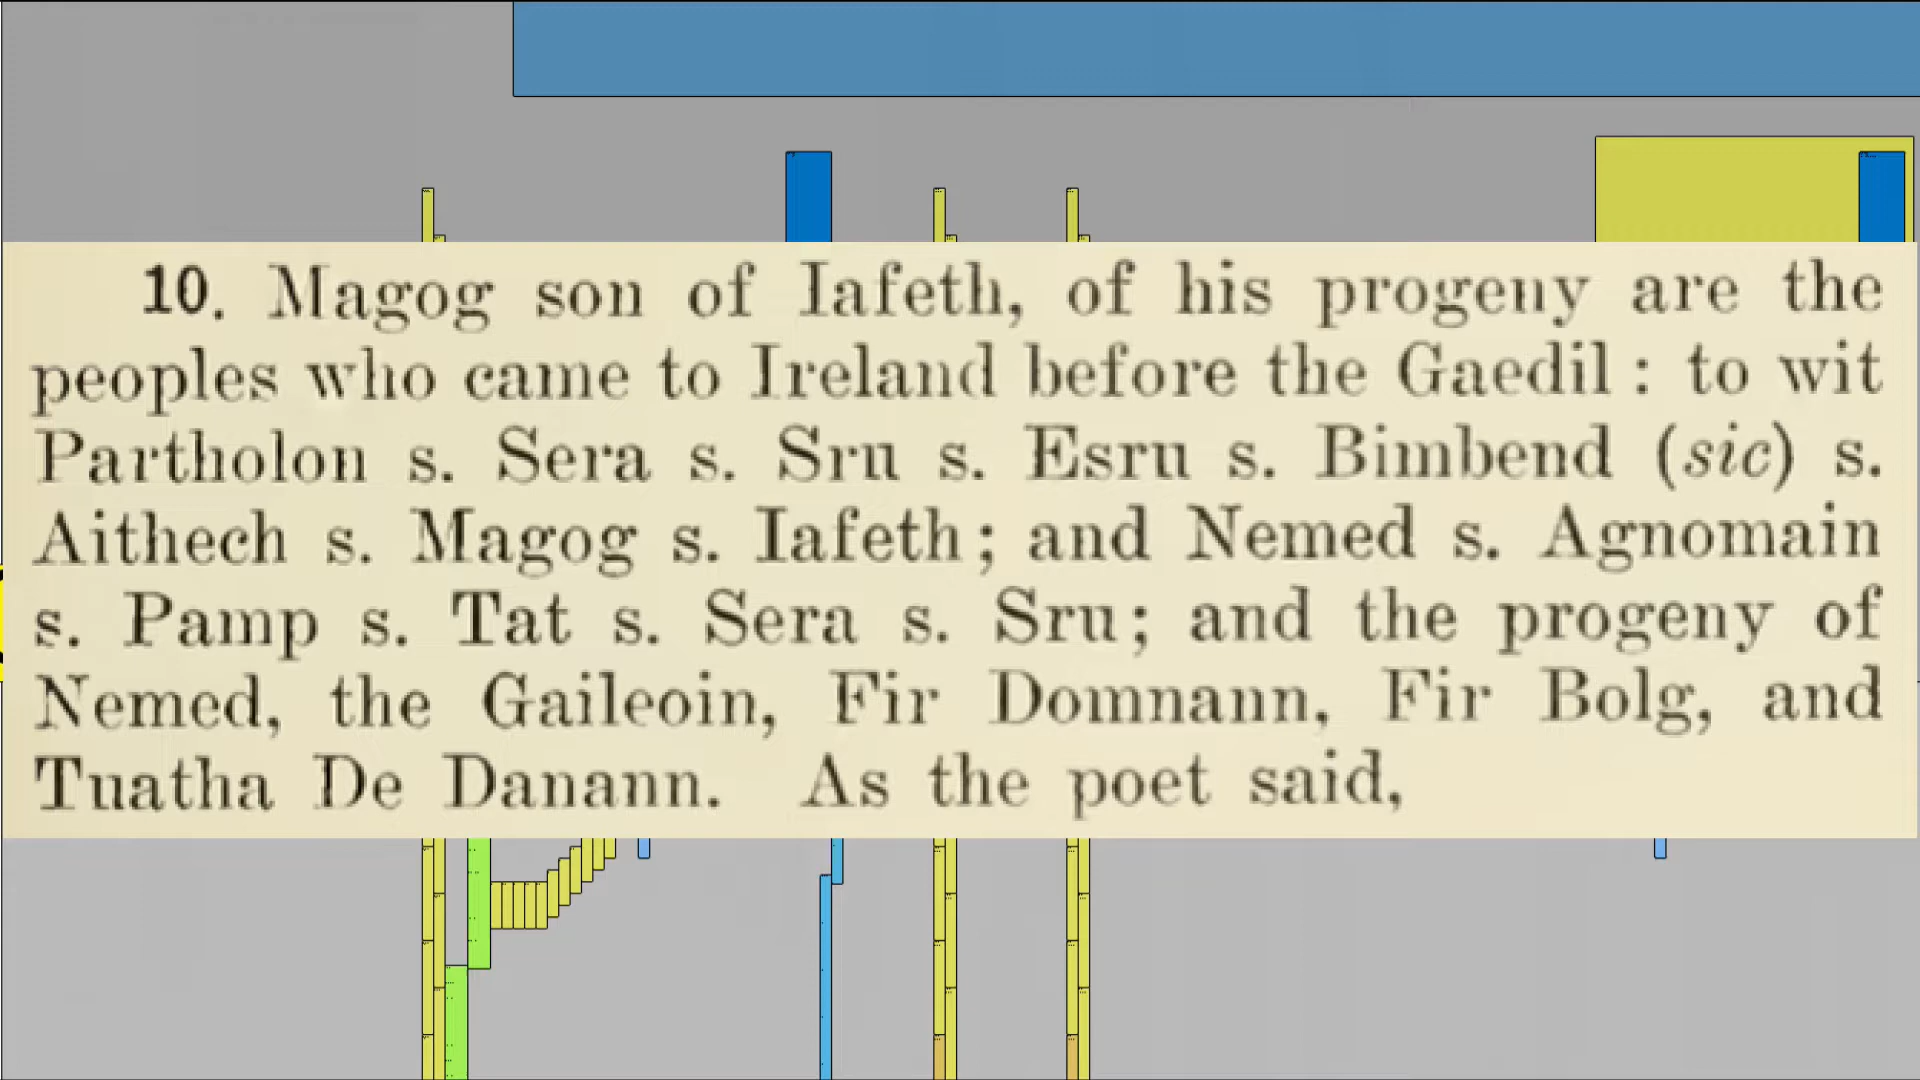 10. Magog son of Iafeth, of his progeny are the
peoples who came to Ireland before the Gaedil : to wit
Partholon s. Sera s. Sru s. Esru s. Bimbend (sic) s.
Aithech s. Magog s. Iafeth; and Nemed s. Agnomain
s. Pamp s. Tat s. Sera s. Sru; and the progeny of
Nemed, the Gaileoin, Fir Domnann, Fir Bolg, and
Tuatha De Danann. As the poet said,